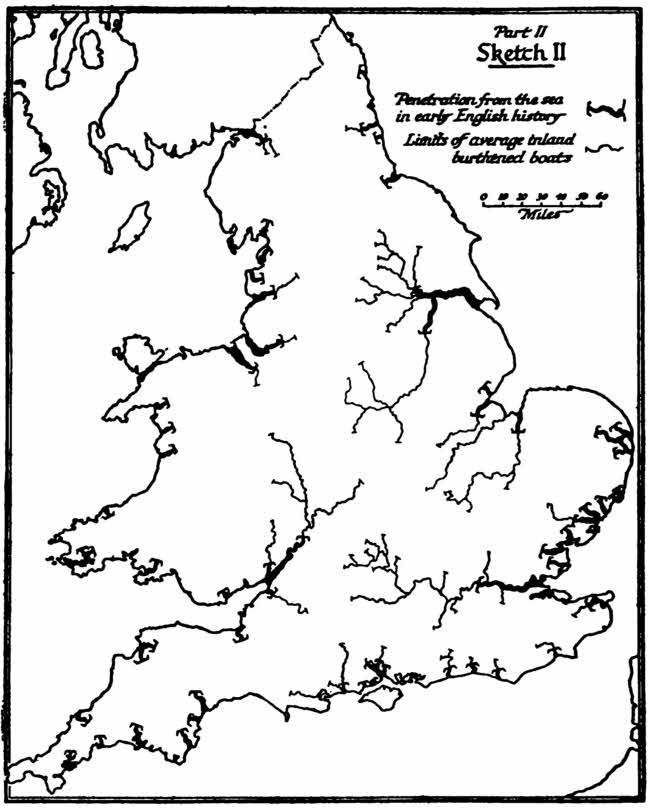 Part II
Sketch II
Penetration from the sea
in early English history
Limits of average inland
burthened boats
0 10 20 30 40 50 60
Miles